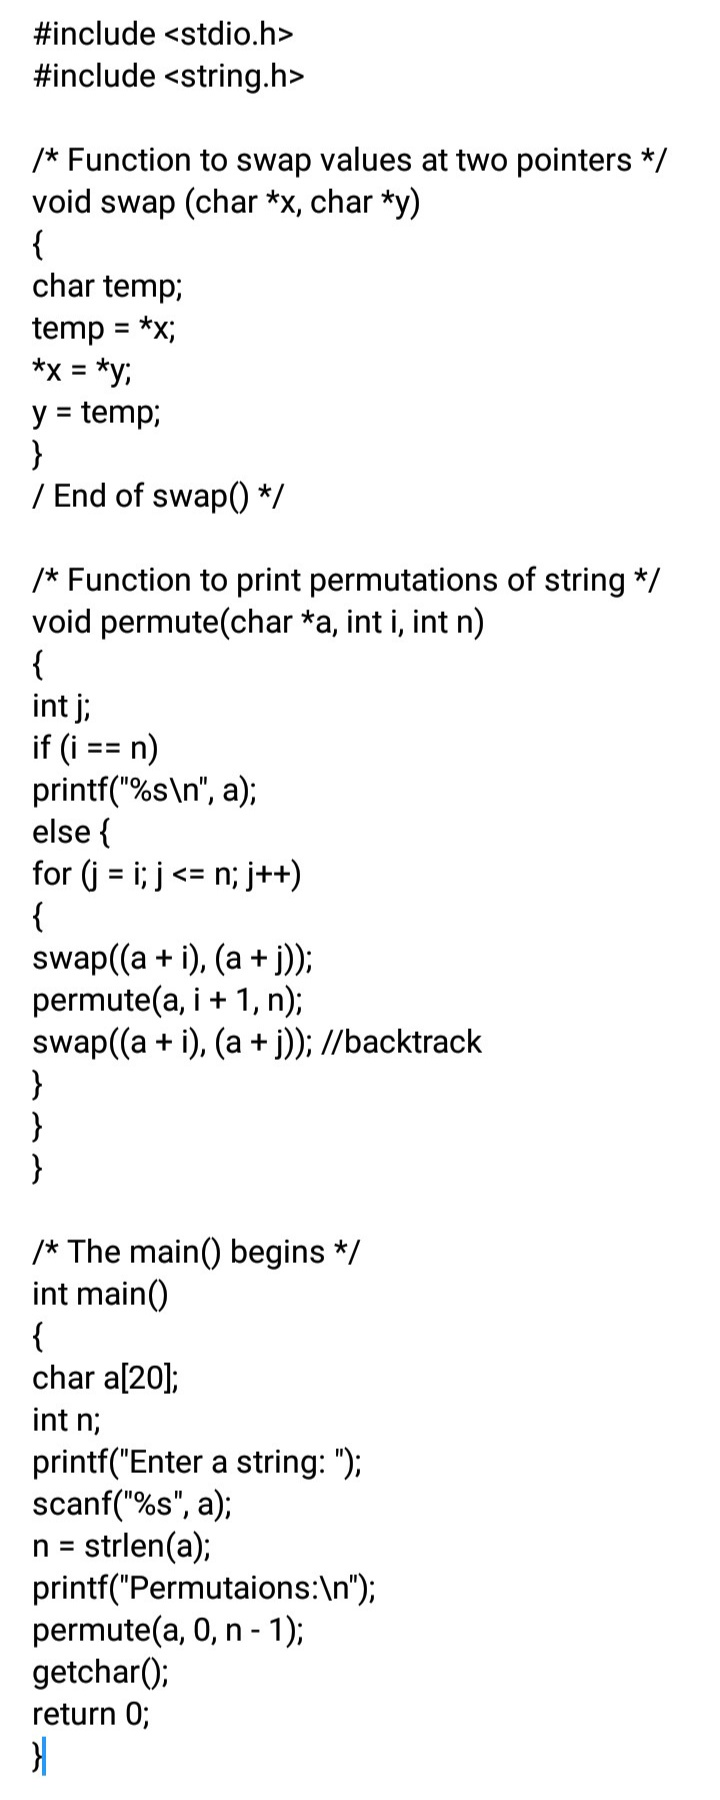 #include <stdio.h>
#include <string.h>

/* Function to swap values at two pointers */
void swap (char *x, char *y)
{
char temp;
temp = *x;
*x = *y;
y = temp;
}
/ End of swap() */

/* Function to print permutations of string */
void permute(char *a, int i, int n)
{
int j;
if (i == n)
printf("%s\n", a);
else {
for (j = i; j <= n; j++)
{
swap((a + i), (a + j));
permute(a, i + 1, n);
swap((a + i), (a + j)); //backtrack
}
}
}

/* The main() begins */
int main()
{
char a[20];
int n;
printf("Enter a string: ");
scanf("%s", a);
n = strlen(a);
printf("Permutaions:\n");
permute(a, 0, n - 1);
getchar();
return 0;
}